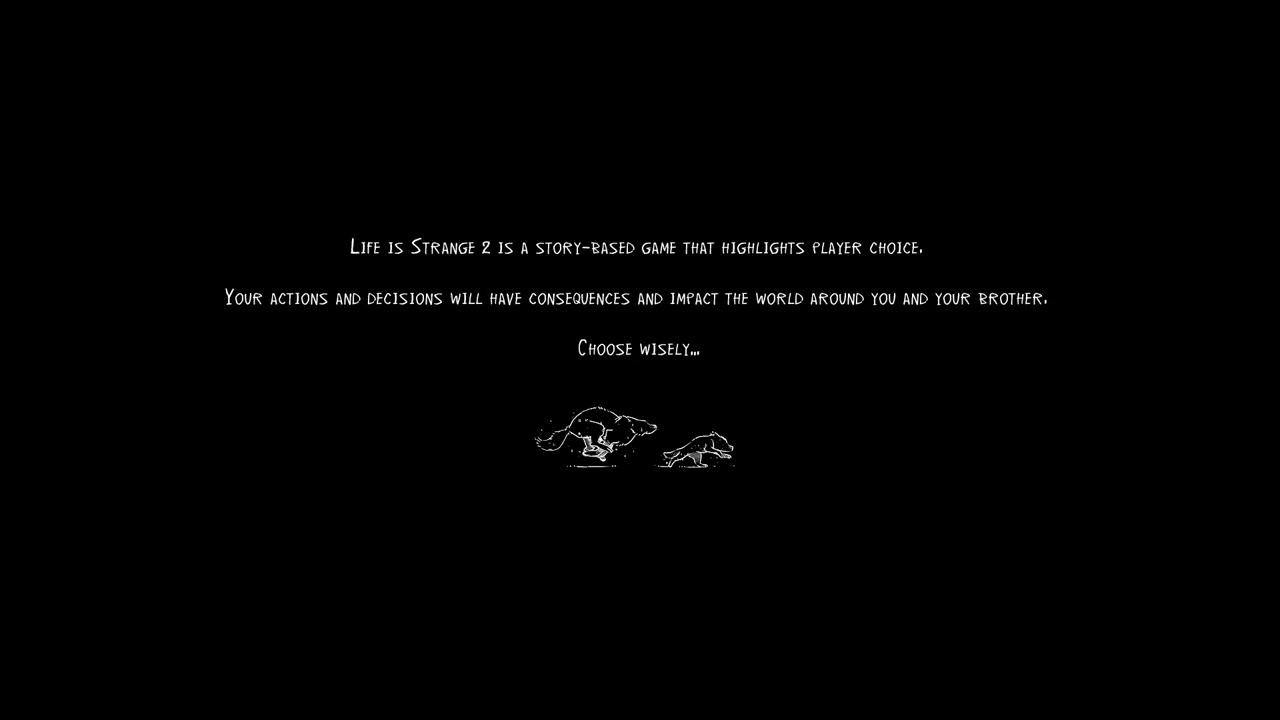 Life is Strange 2 is a story-based game that highlights player choice.
Your actions and decisions will have consequences and impact the world around you and your brother.
Choose wisely...